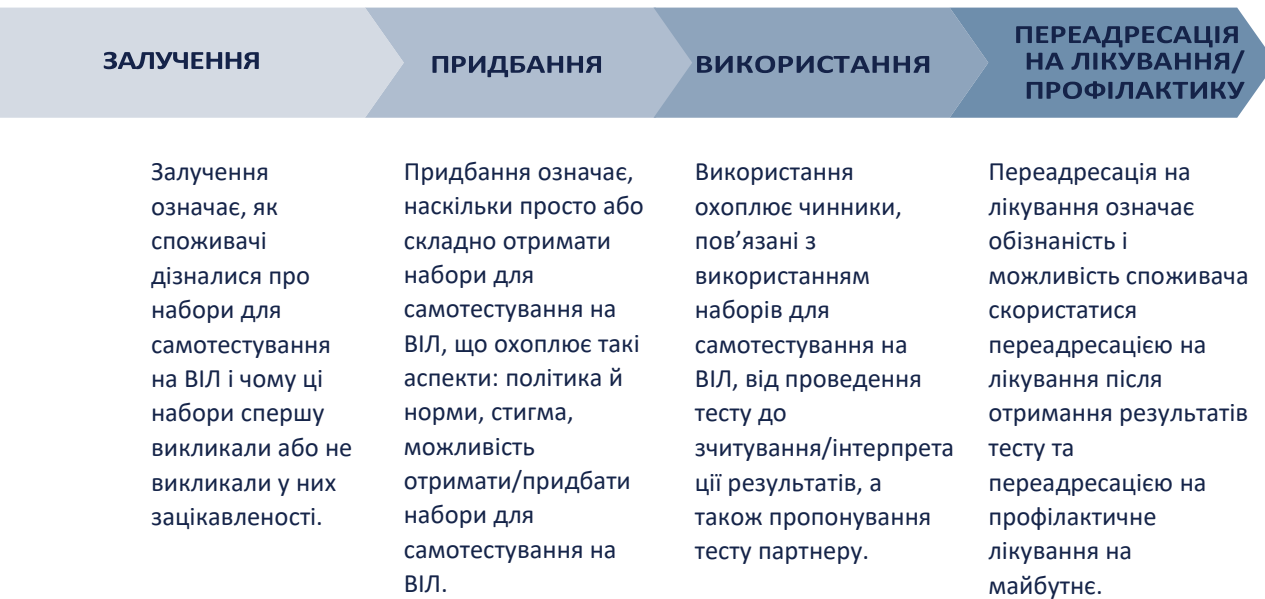 ЗАЛУЧЕННЯ
ПРИДБАННЯ
ВИКОРИСТАННЯ
ПЕРЕАДРЕСАЦІЯ
НА ЛІКУВАННЯ/
ПРОФІЛАКТИКУ
Залучення
означає, як
споживачі
дізналися про
набори для
самотестування
на ВІЛ і чому ці
набори спершу
викликали або не
викликали у них
зацікавленості.
Придбання означає,
наскільки просто або
складно отримати
набори для
самотестування на
ВІЛ, що охоплює такі
аспекти: політика й
норми, стигма,
можливість
отримати/придбати
набори для
самотестування на
ВІЛ.
Використання
охоплює чинники,
пов’язані з
використанням
наборів для
самотестування на
ВІЛ, від проведення
тесту до
зчитування/інтерпрета
ції результатів, а
також пропонування
тесту партнеру.
Переадресація на
лікування означає
обізнаність і
можливість споживача
скористатися
переадресацією на
лікування після
отримання результатів
тесту та
переадресацією на
профілактичне
лікування на
майбутнє.